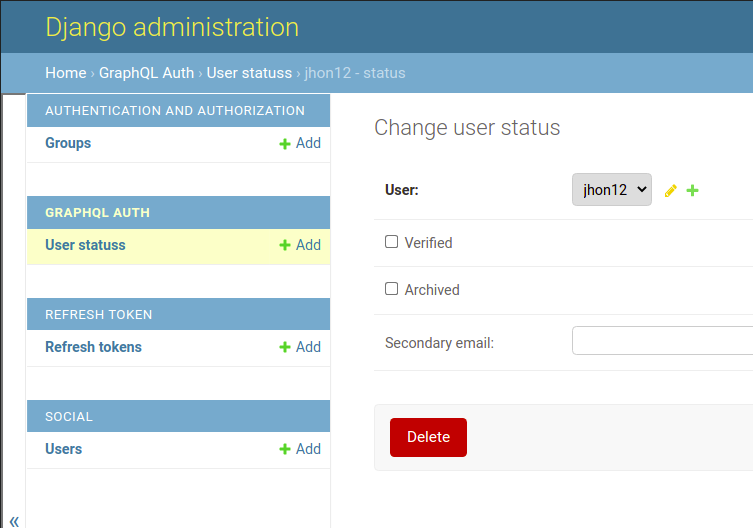 Django administration
Home › GraphQL Auth › User statuss › jhon12 - status
AUTHENTICATION AND AUTHORIZATION
Groups + Add
GRAPHQL AUTH
User statuss + Add
REFRESH TOKEN
Refresh tokens + Add
SOCIAL
Users + Add
«
Change user status
User: jhon12
Verified
Archived
Secondary email:
Delete